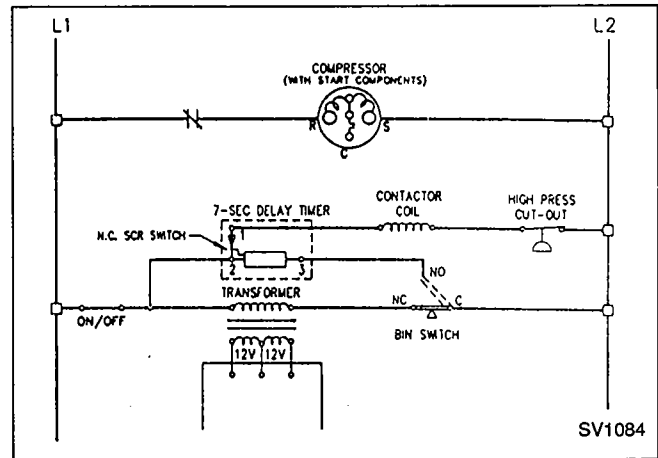 L1
L2
COMPRESSOR
(WITH START COMPONENTS)
R
S
C
7-SEC DELAY TIMER
CONTACTOR
COIL
HIGH PRESS
CUT-OUT
N.C. SCR SWITCH
1
2
3
NO
TRANSFORMER
NC
C
ON/OFF
BIN SWITCH
12V
12V
SV1084